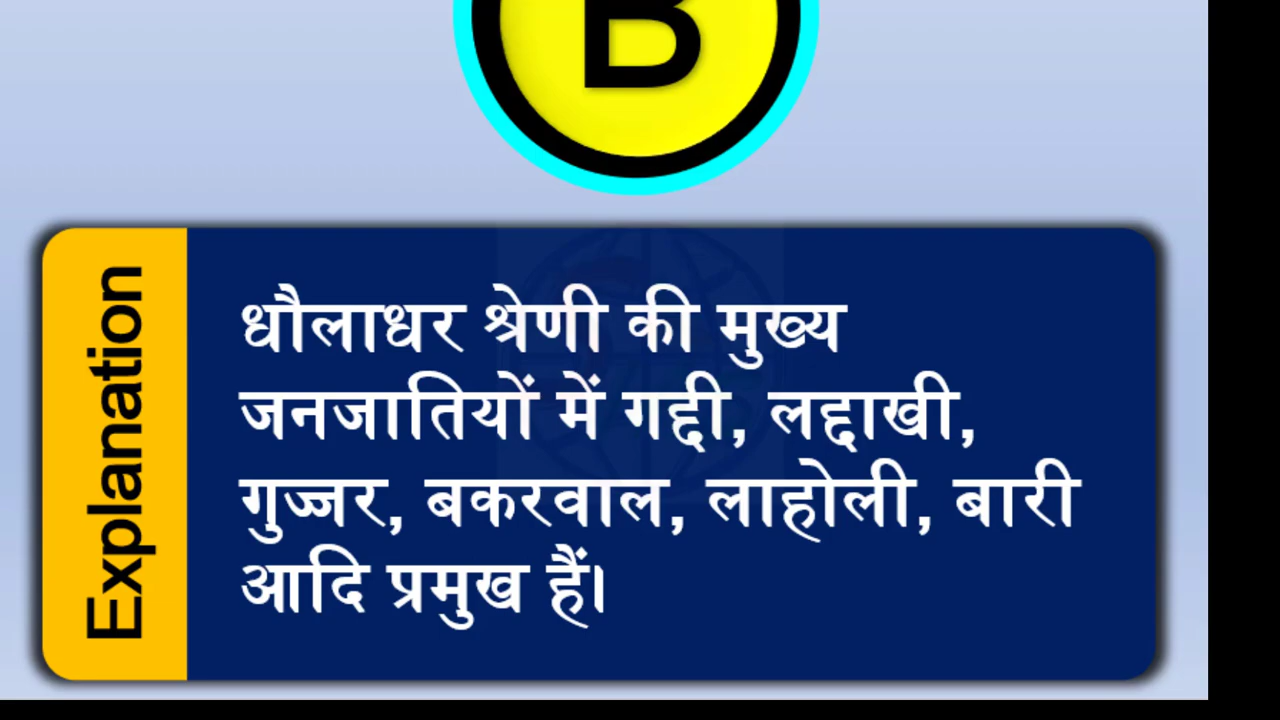 B
Explanation
धौलाधर श्रेणी की मुख्य
जनजातियों में गद्दी, लद्दाखी,
गुज्जर, बकरवाल, लाहोली, बारी
आदि प्रमुख हैं।